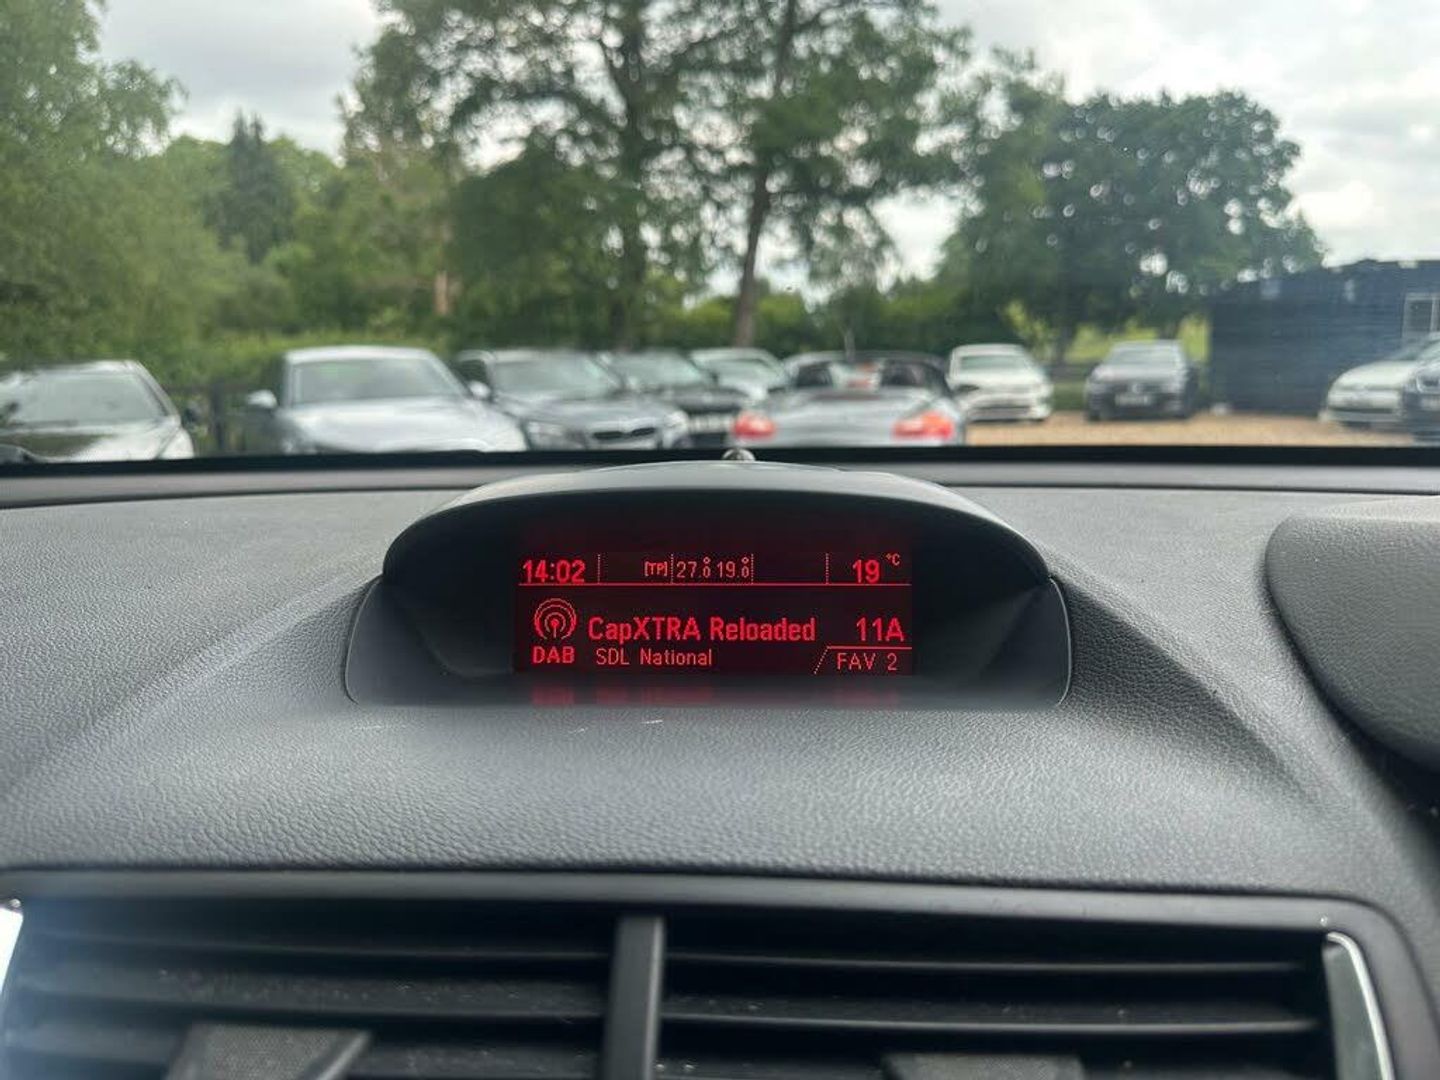 14:02 [TP] 27.0° 19.0° 19 °C
CapXTRA Reloaded 11A
DAB SDL National FAV 2